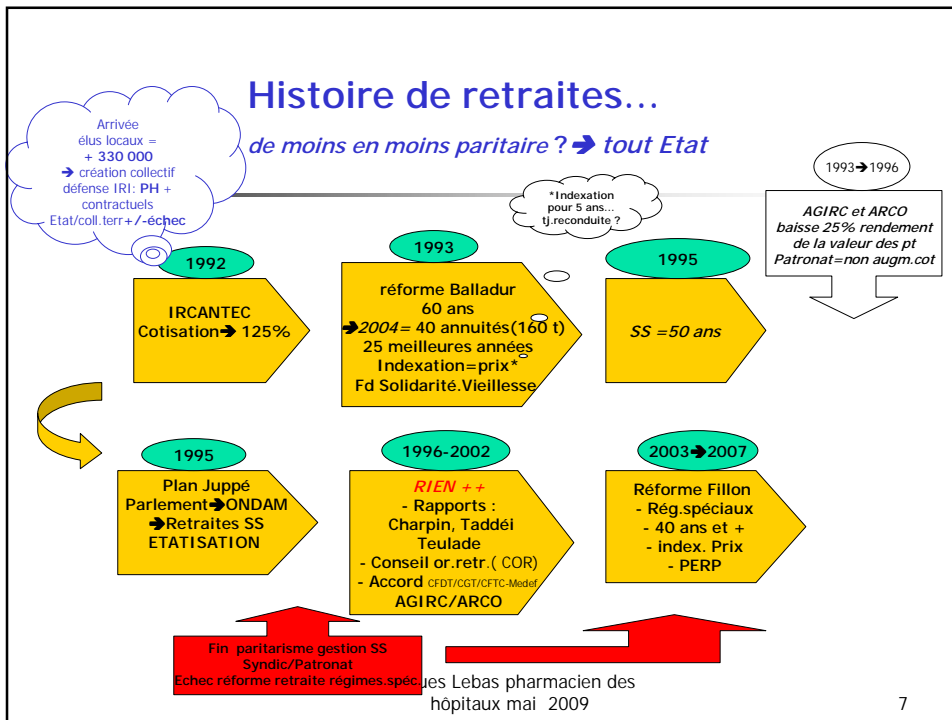 Histoire de retraites…
de moins en moins paritaire ? ➔ tout Etat
Arrivée
élus locaux =
+ 330 000
➔ création collectif
défense IRI: PH +
contractuels
Etat/coll.terr+/-échec
*Indexation
pour 5 ans…
tj.reconduite ?
1993➔1996
AGIRC et ARCO
baisse 25% rendement
de la valeur des pt
Patronat=non augm.cot
1992
IRCANTEC
Cotisation➔ 125%
1993
réforme Balladur
60 ans
➔2004= 40 annuités(160 t)
25 meilleures années
Indexation=prix*
Fd Solidarité.Vieillesse
1995
SS =50 ans
1995
Plan Juppé
Parlement➔ONDAM
➔Retraites SS
ETATISATION
1996-2002
RIEN ++
- Rapports :
Charpin, Taddéi
Teulade
- Conseil or.retr.( COR)
- Accord CFDT/CGT/CFTC-Medef
AGIRC/ARCO
2003➔2007
Réforme Fillon
- Rég.spéciaux
- 40 ans et +
- index. Prix
- PERP
Fin paritarisme gestion SS
Syndic/Patronat
Echec réforme retraite régimes.spéc.
ues Lebas pharmacien des
hôpitaux mai 2009
7